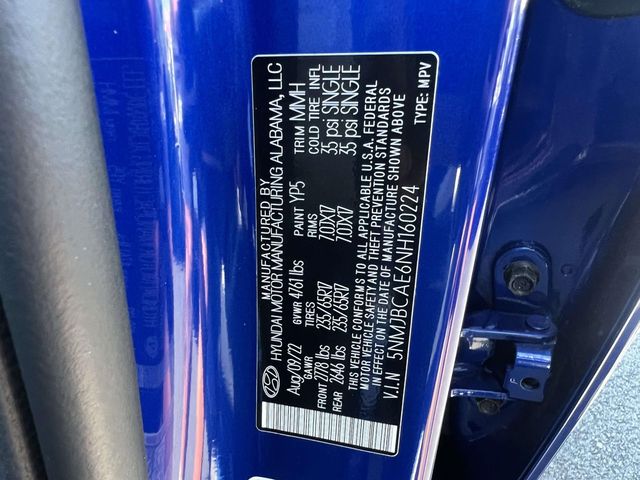 MANUFACTURED BY
HYUNDAI MOTOR MANUFACTURING ALABAMA, LLC
Aug/09/22 GVWR 4761 lbs PAINT YP5 TRIM MMH
GAWR TIRES RIMS COLD TIRE INFL
FRONT 2778 lbs 235/65R17 7.0JX17 35 psi SINGLE
REAR 2646 lbs 235/65R17 7.0JX17 35 psi SINGLE
THIS VEHICLE CONFORMS TO ALL APPLICABLE U.S.A. FEDERAL
MOTOR VEHICLE SAFETY AND THEFT PREVENTION STANDARDS
IN EFFECT ON THE DATE OF MANUFACTURE SHOWN ABOVE
V.I.N 5NMJBCAE6NH160224 TYPE: MPV